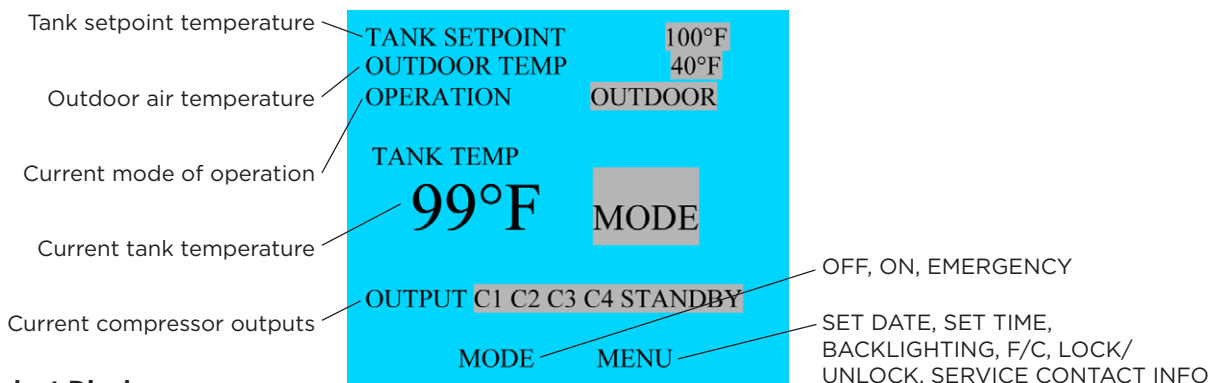 Tank setpoint temperature
Outdoor air temperature
Current mode of operation
Current tank temperature
Current compressor outputs
TANK SETPOINT 100°F
OUTDOOR TEMP 40°F
OPERATION OUTDOOR
TANK TEMP
99°F MODE
OUTPUT C1 C2 C3 C4 STANDBY
MODE MENU
OFF, ON, EMERGENCY
SET DATE, SET TIME,
BACKLIGHTING, F/C, LOCK/
UNLOCK, SERVICE CONTACT INFO